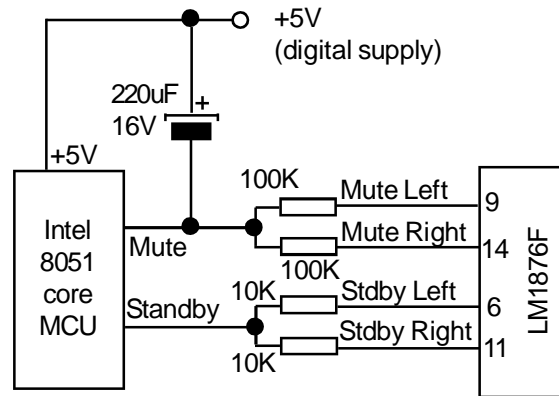 +5V
(digital supply)
220uF
16V
+
+5V
Intel
8051
core
MCU
Mute
Standby
100K
100K
10K
10K
Mute Left
Mute Right
Stdby Left
Stdby Right
9
14
6
11
LM1876F